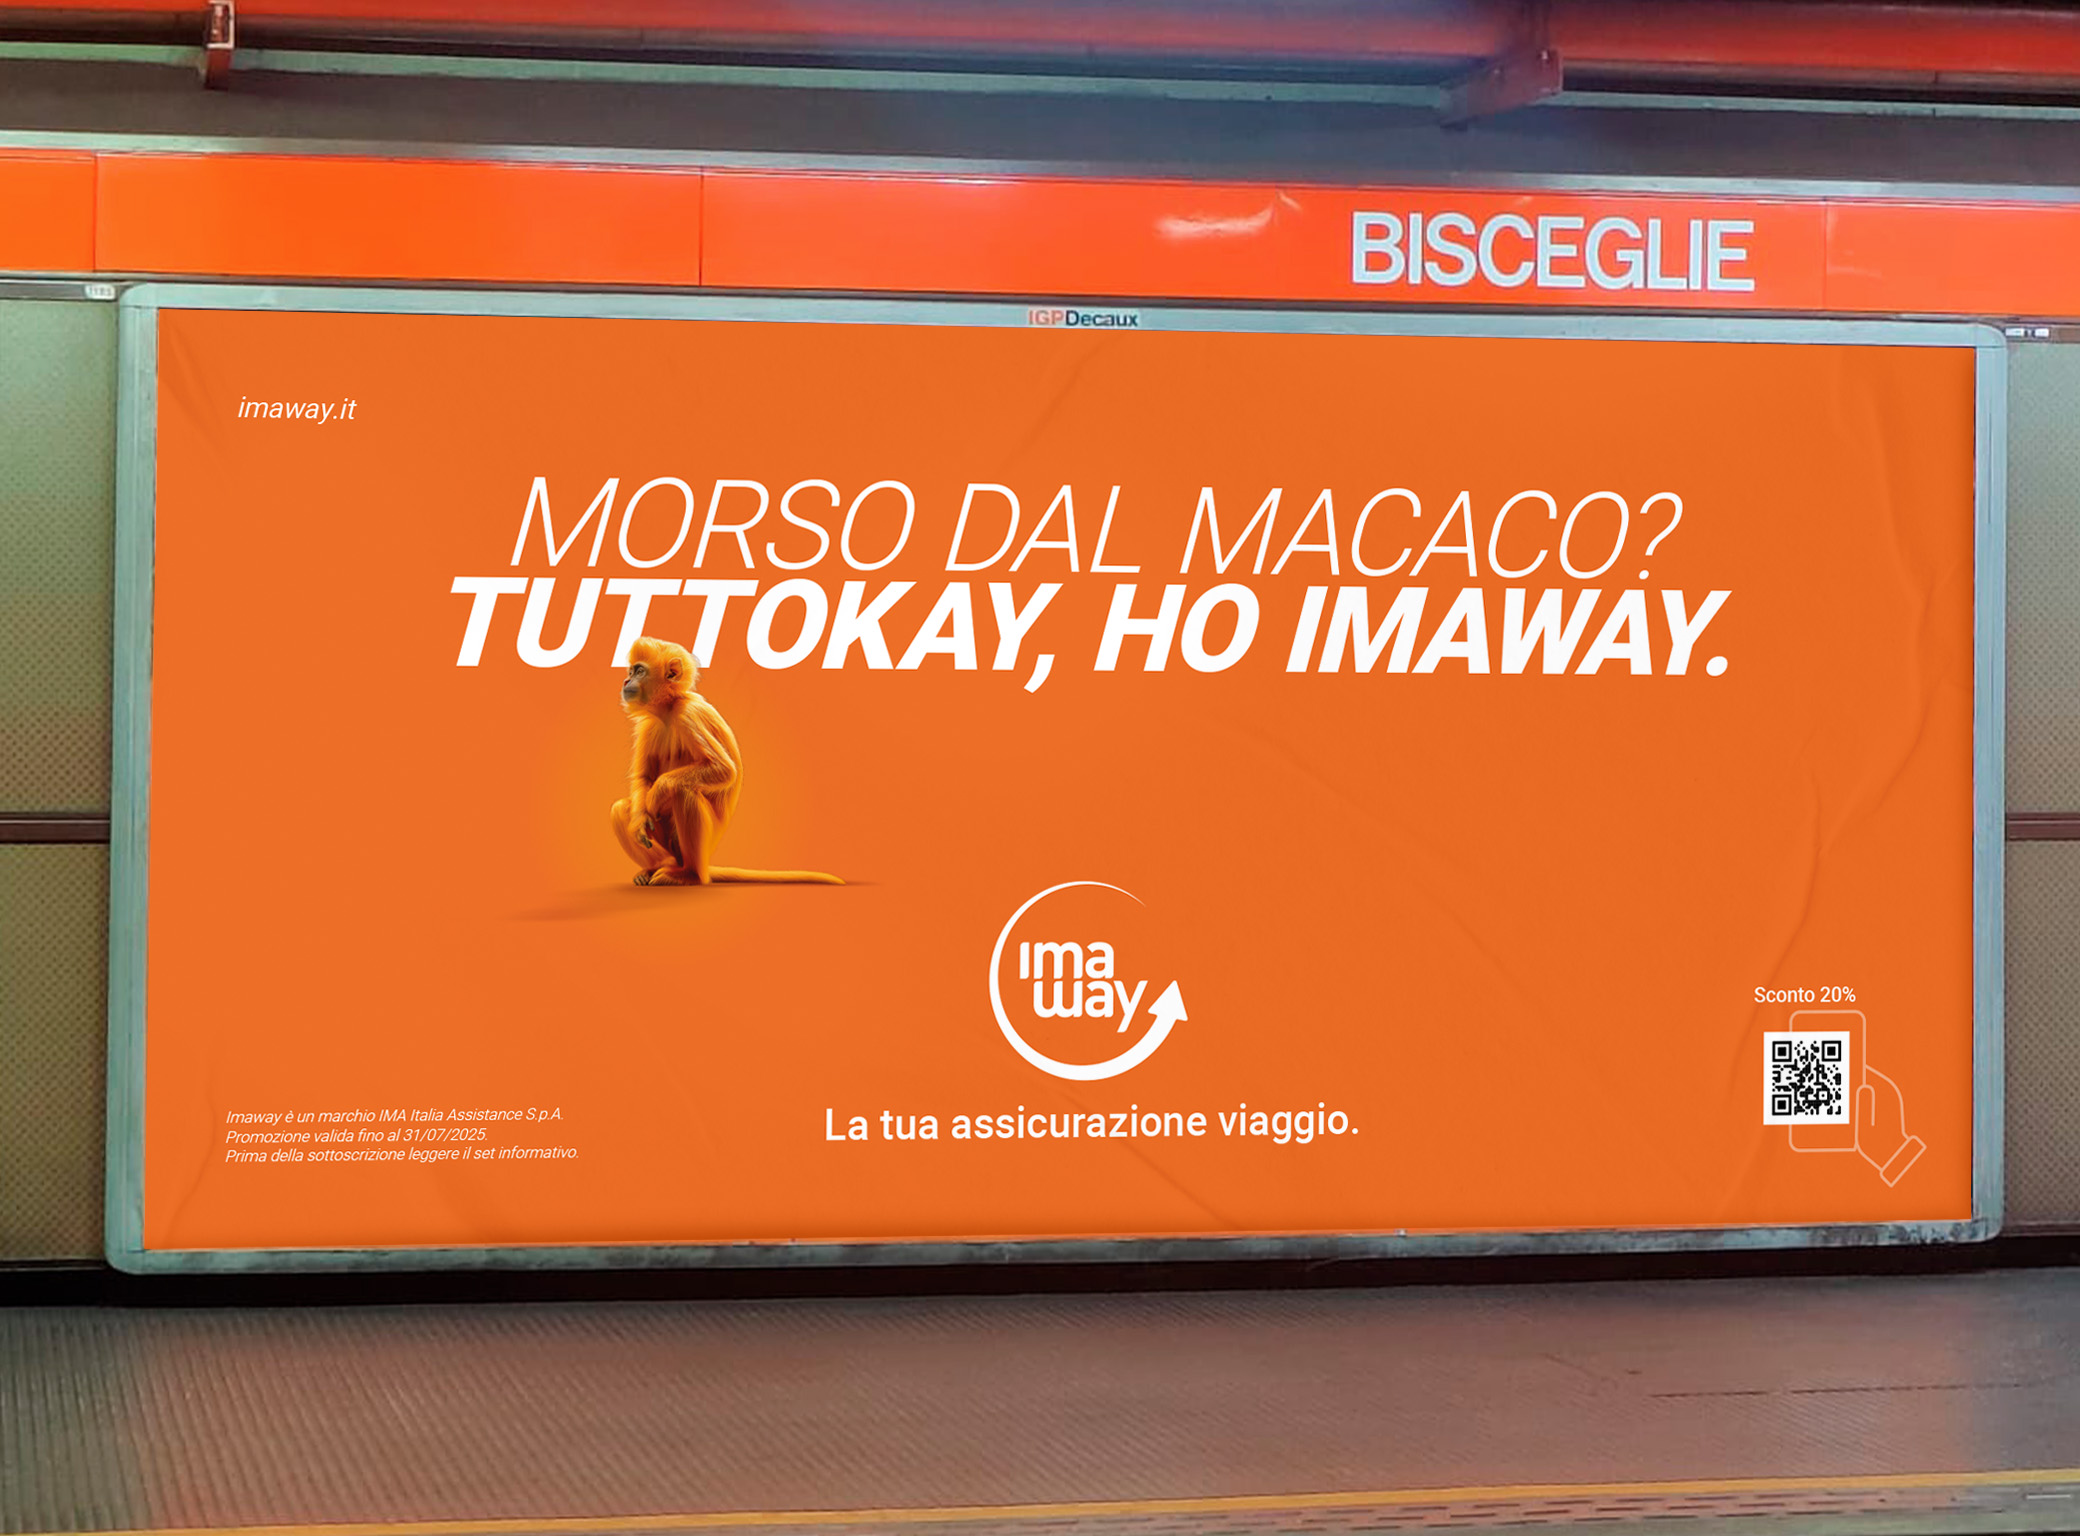 BISCEGLIE
IGPDecaux
imaway.it
MORSO DAL MACACO?
TUTTOKAY, HO IMAWAY.
ima
way
La tua assicurazione viaggio.
Sconto 20%
Imaway è un marchio IMA Italia Assistance S.p.A.
Promozione valida fino al 31/07/2025.
Prima della sottoscrizione leggere il set informativo.